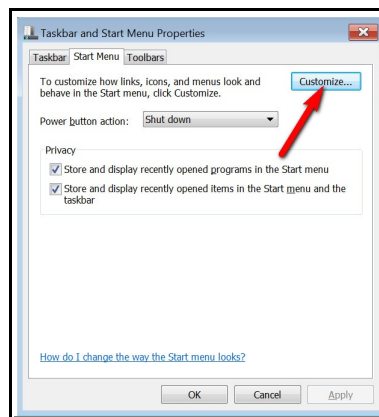 Taskbar and Start Menu Properties
Taskbar Start Menu Toolbars
To customize how links, icons, and menus look and
behave in the Start menu, click Customize.
Customize...
Power button action: Shut down
Privacy
Store and display recently opened programs in the Start menu
Store and display recently opened items in the Start menu and the
taskbar
How do I change the way the Start menu looks?
OK Cancel Apply